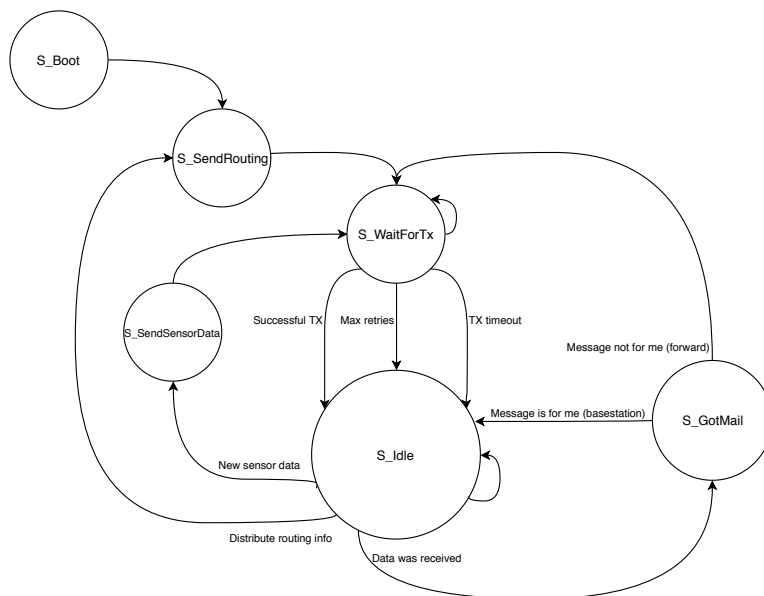 S_Boot
S_SendRouting
S_WaitForTx
Successful TX
Max retries
TX timeout
S_SendSensorData
Message not for me (forward)
Message is for me (basestation)
S_GotMail
S_Idle
New sensor data
Distribute routing info
Data was received